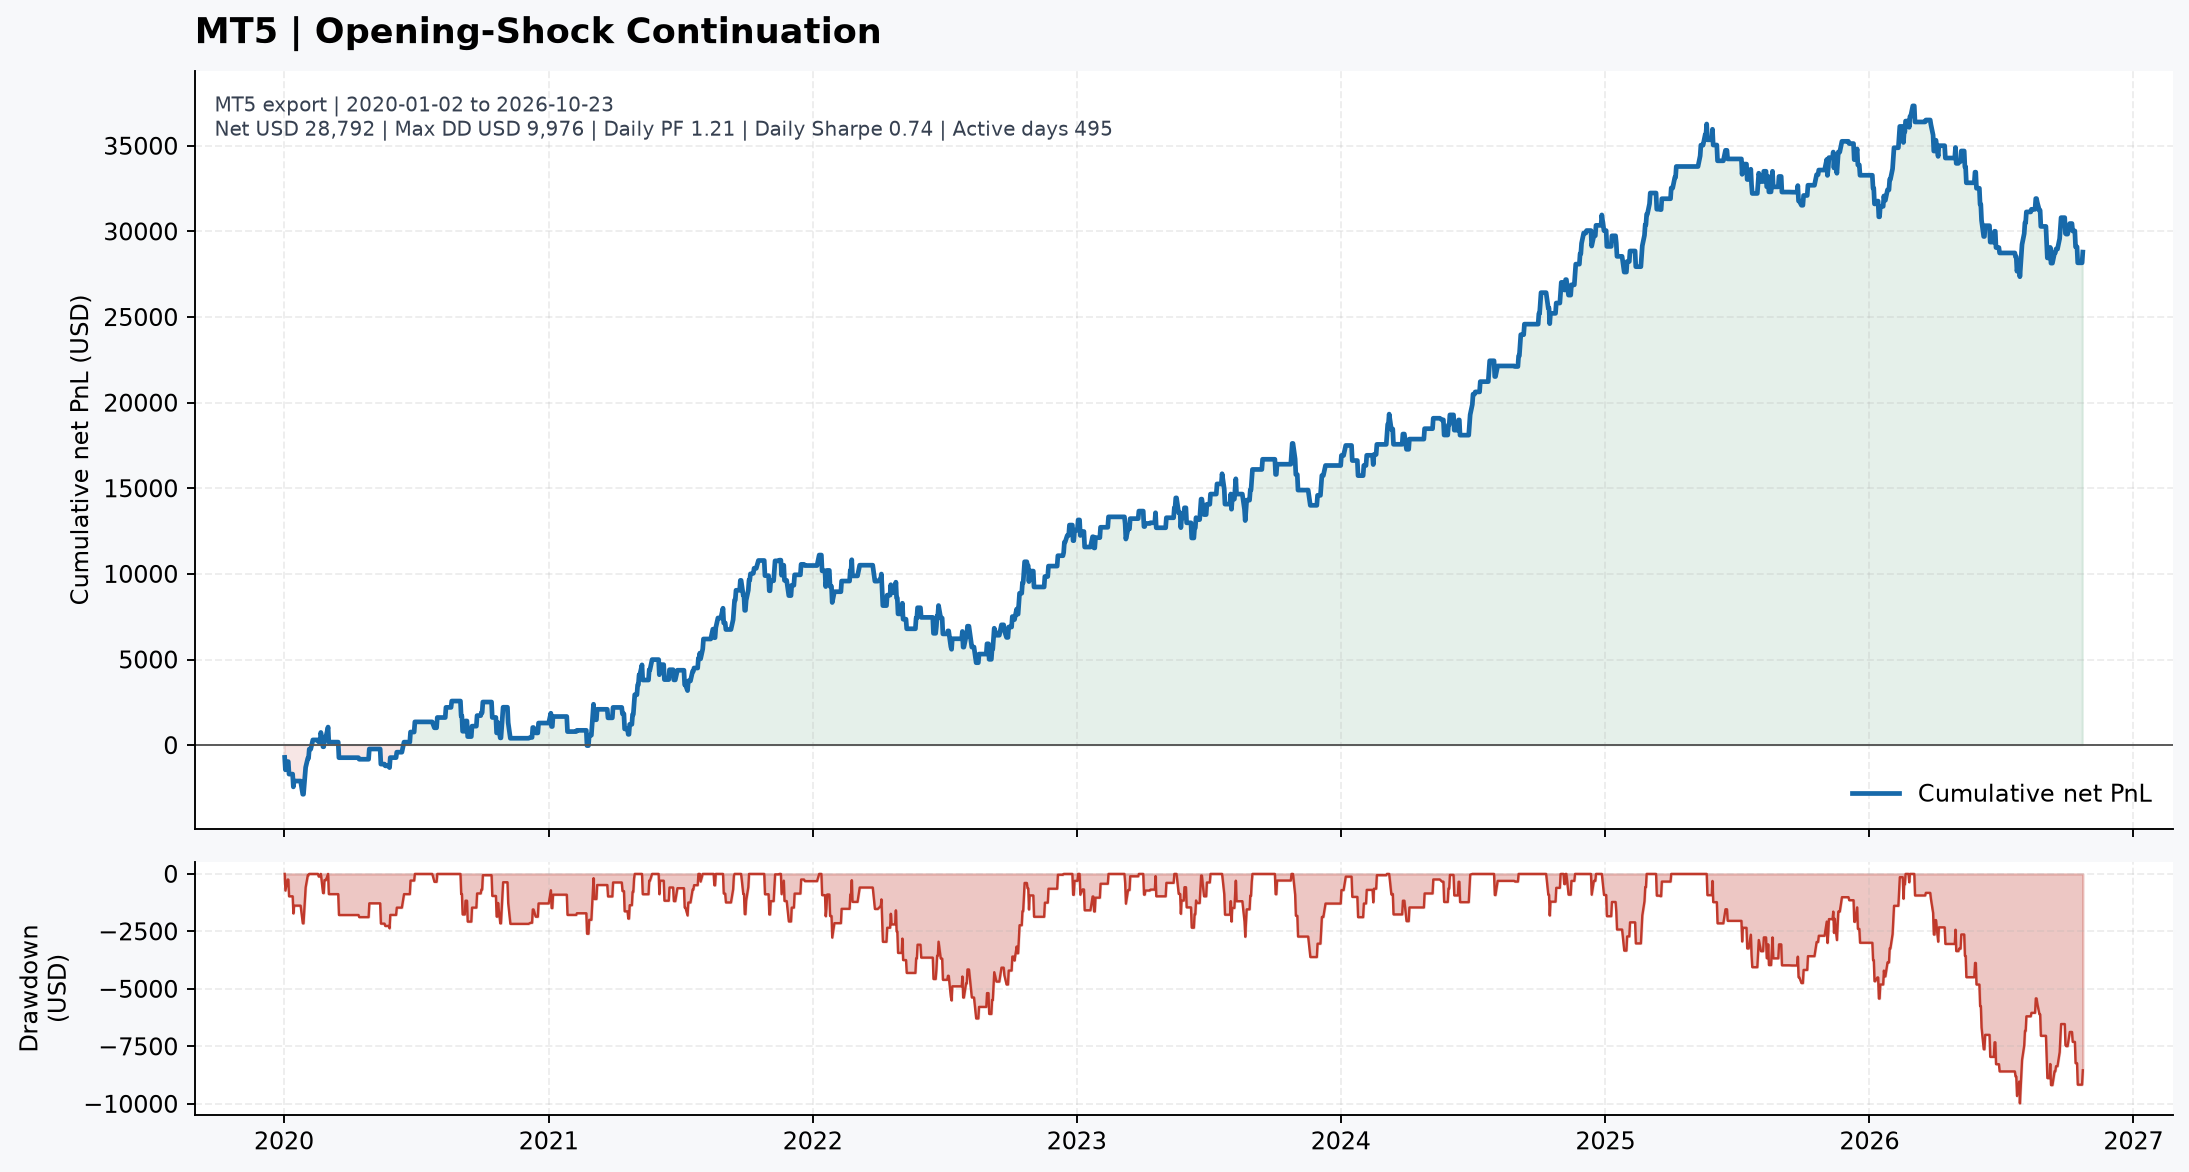 MT5 | Opening-Shock Continuation
MT5 export | 2020-01-02 to 2026-10-23
Net USD 28,792 | Max DD USD 9,976 | Daily PF 1.21 | Daily Sharpe 0.74 | Active days 495
Cumulative net PnL (USD)
35000
30000
25000
20000
15000
10000
5000
0
Cumulative net PnL
Drawdown
(USD)
0
−2500
−5000
−7500
−10000
2020 2021 2022 2023 2024 2025 2026 2027